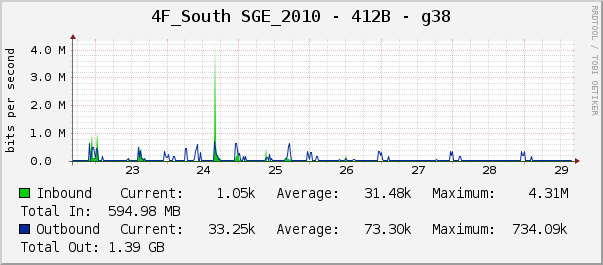 4F_South SGE_2010 - 412B - g38
RRDTOOL / TOBI OETIKER
bits per second
4.0 M
3.0 M
2.0 M
1.0 M
0.0
23 24 25 26 27 28 29
Inbound Current: 1.05k Average: 31.48k Maximum: 4.31M
Total In: 594.98 MB
Outbound Current: 33.25k Average: 73.30k Maximum: 734.09k
Total Out: 1.39 GB